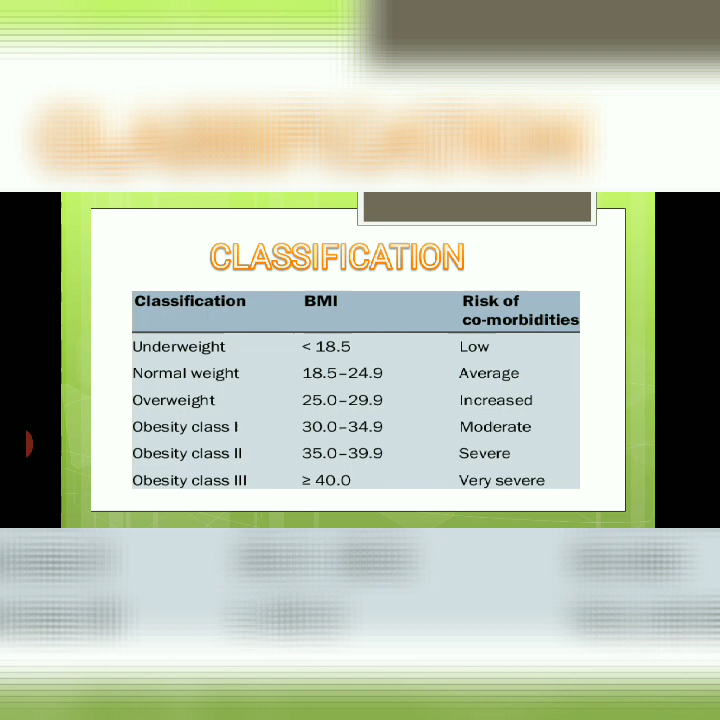 CLASSIFICATION
Classification BMI Risk of
co-morbidities
Underweight < 18.5 Low
Normal weight 18.5–24.9 Average
Overweight 25.0–29.9 Increased
Obesity class I 30.0–34.9 Moderate
Obesity class II 35.0–39.9 Severe
Obesity class III ≥ 40.0 Very severe